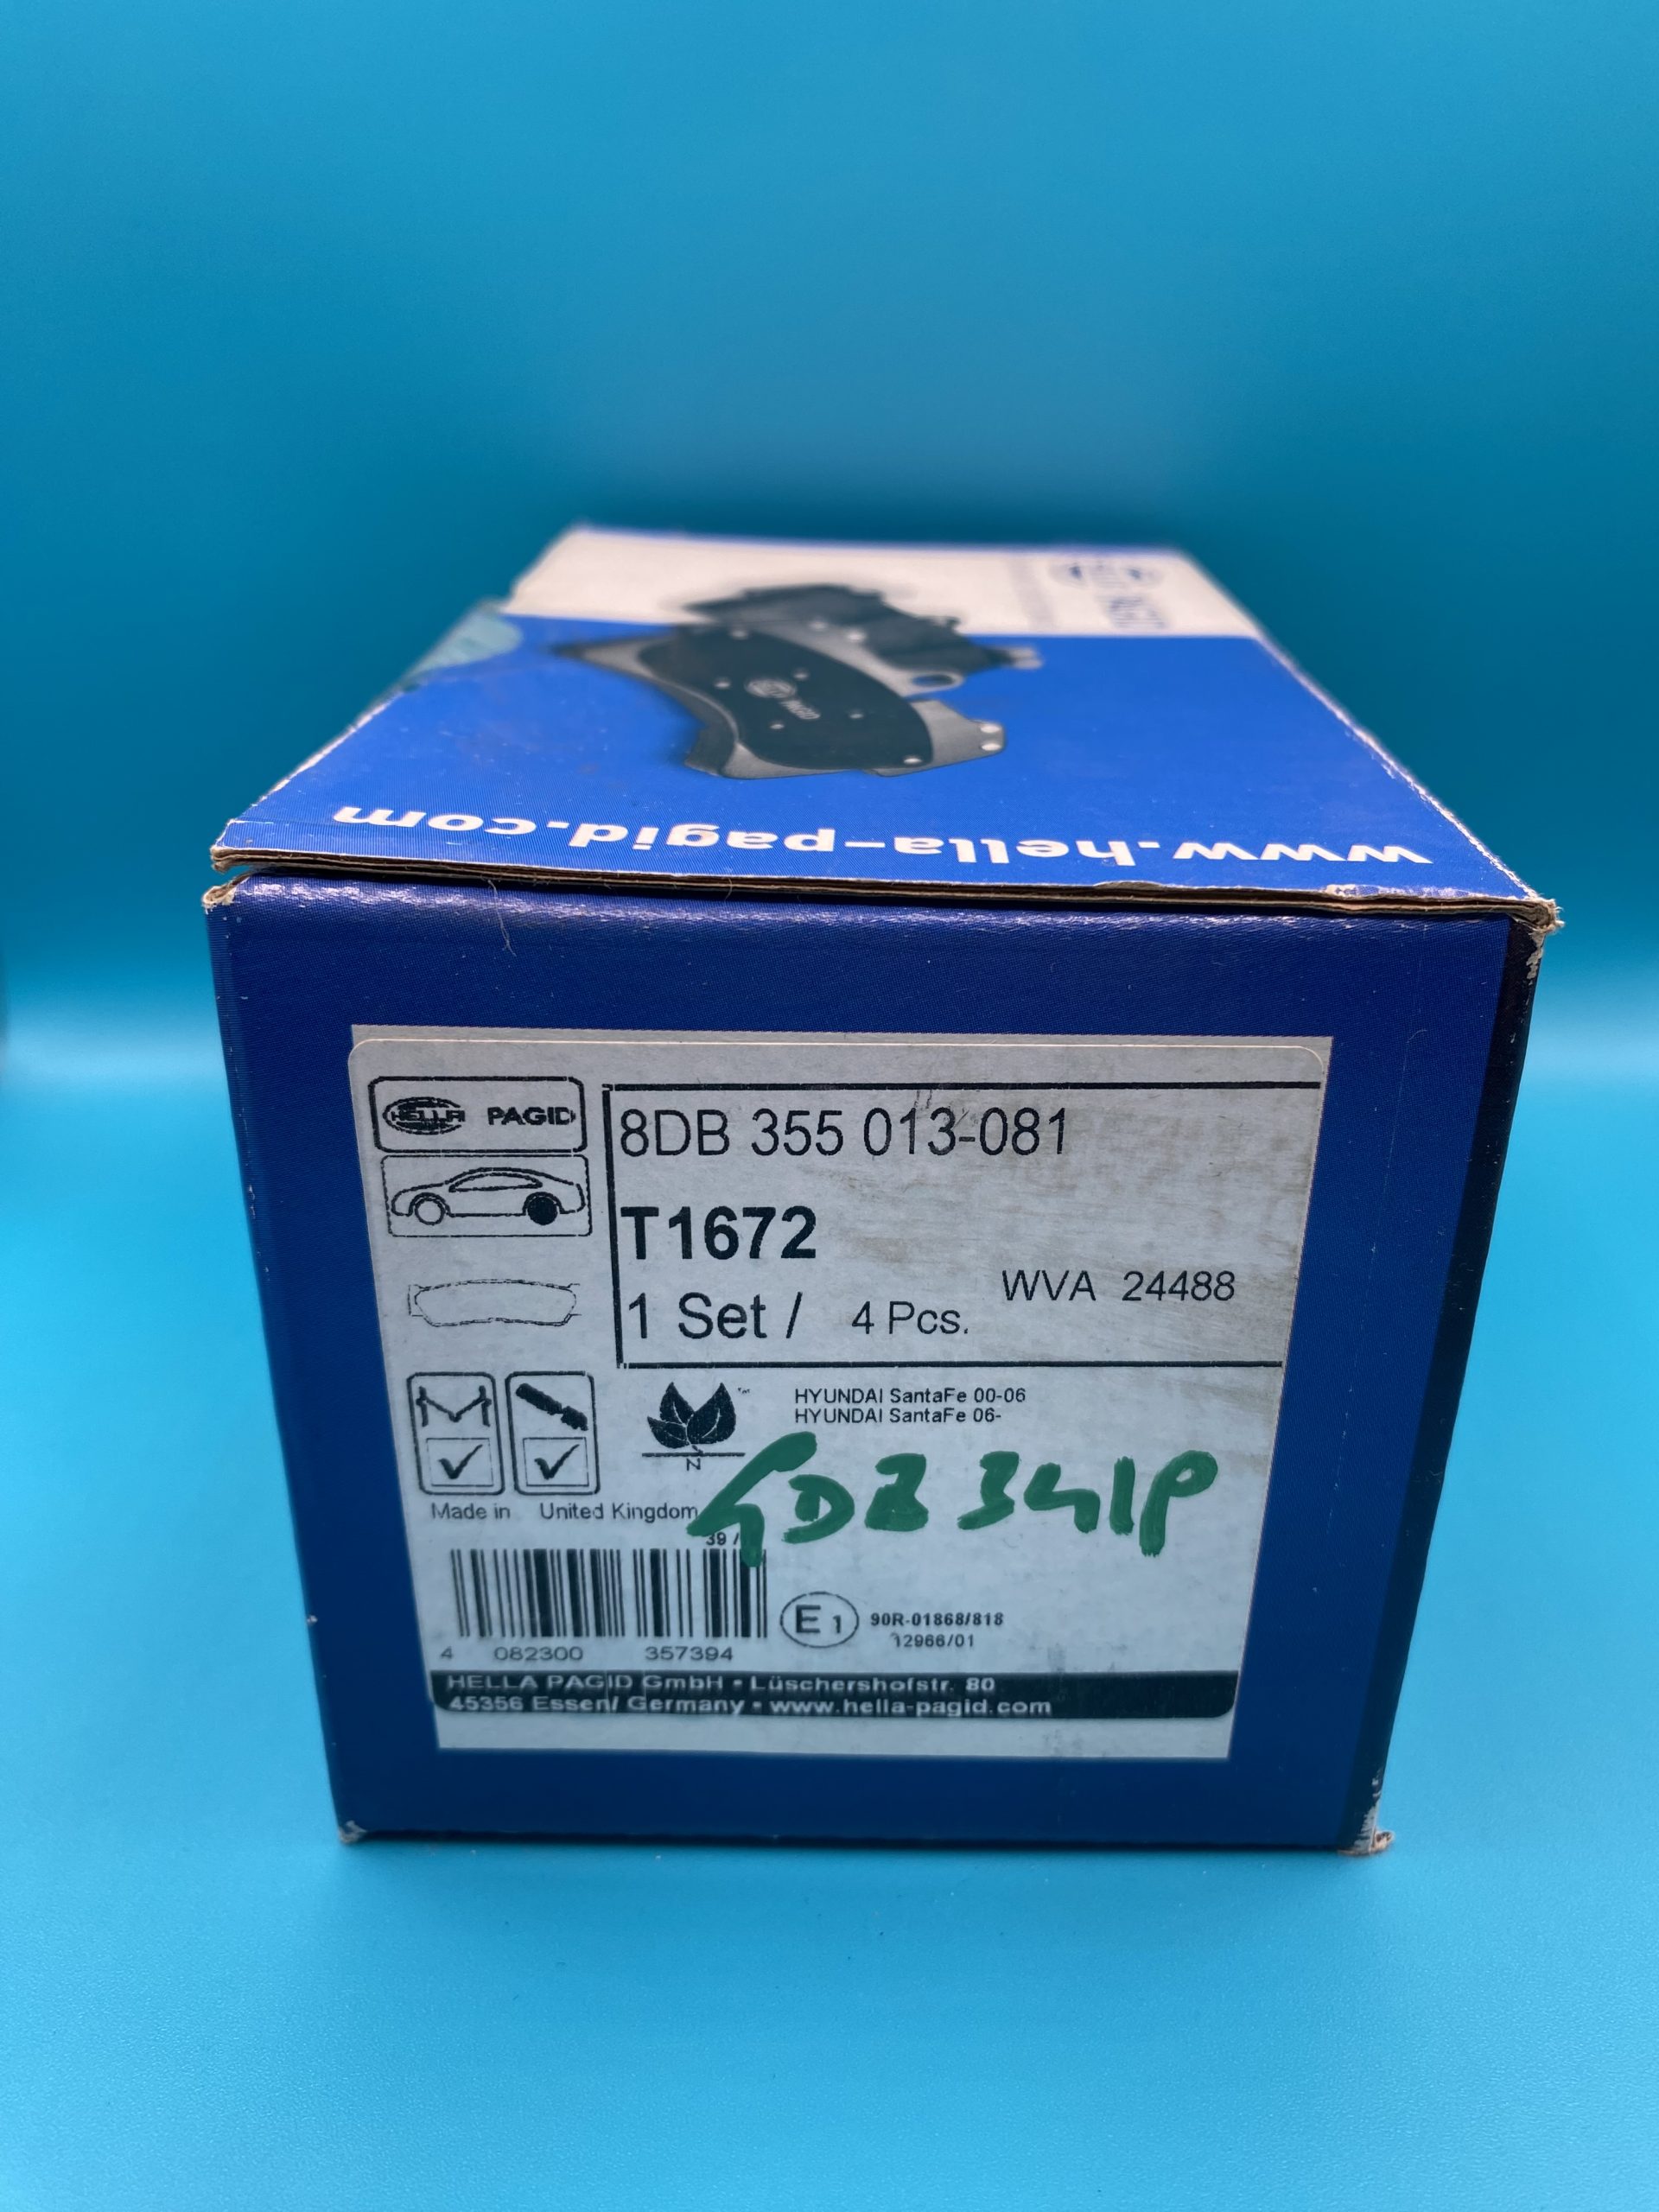 www.hella-pagid.com
HELLA PAGID
8DB 355 013-081
T1672
WVA 24488
1 Set / 4 Pcs.
HYUNDAI SantaFe 00-06
HYUNDAI SantaFe 06-
N
Made in United Kingdom
39 /
E1 90R-01868/818
12966/01
4 082300 357394
HELLA PAGID GmbH • Lüschershofstr. 80
45356 Essen/ Germany • www.hella-pagid.com